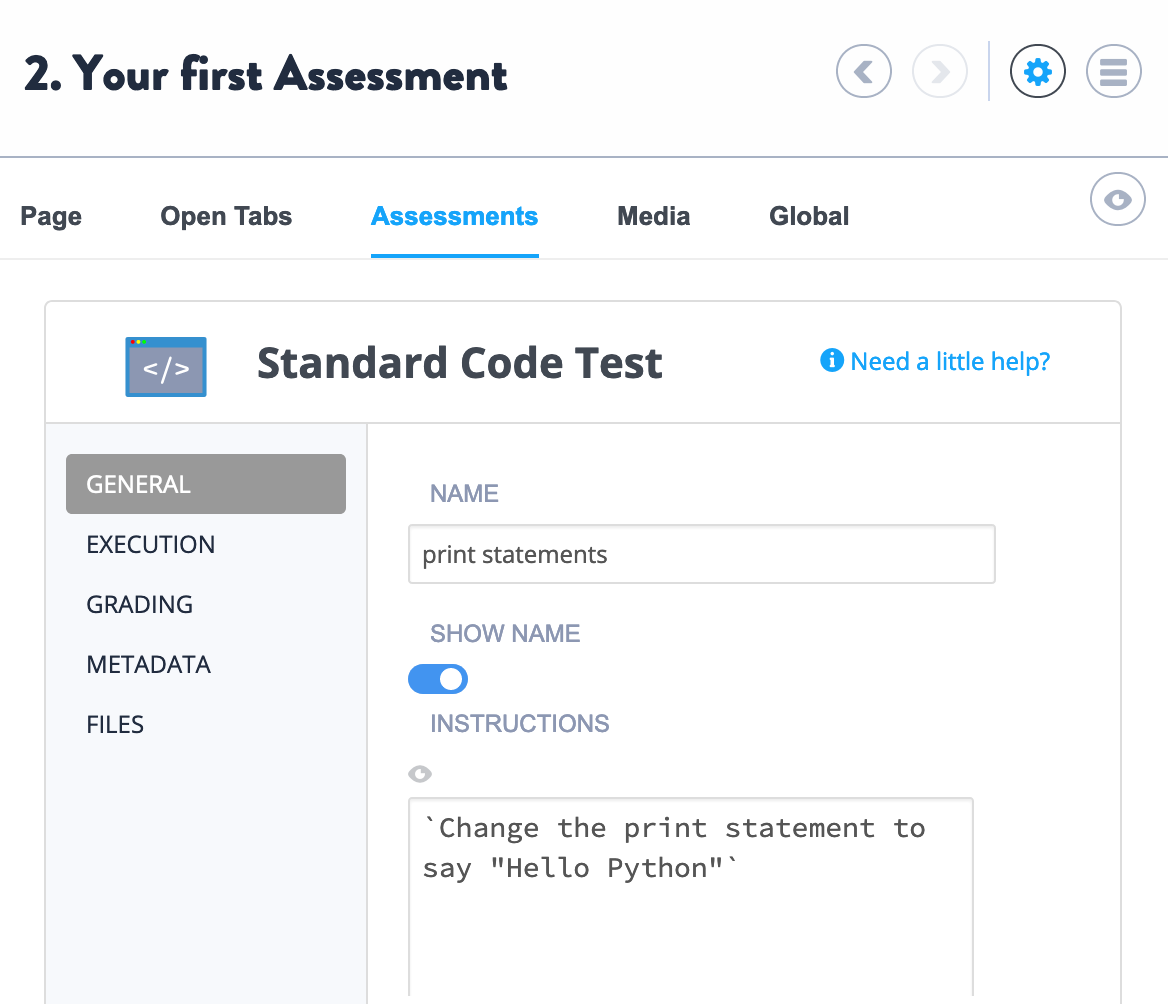 2. Your first Assessment
Page Open Tabs Assessments Media Global
</>
Standard Code Test
Need a little help?
GENERAL
EXECUTION
GRADING
METADATA
FILES
NAME
print statements
SHOW NAME
INSTRUCTIONS
`Change the print statement to
say "Hello Python"`